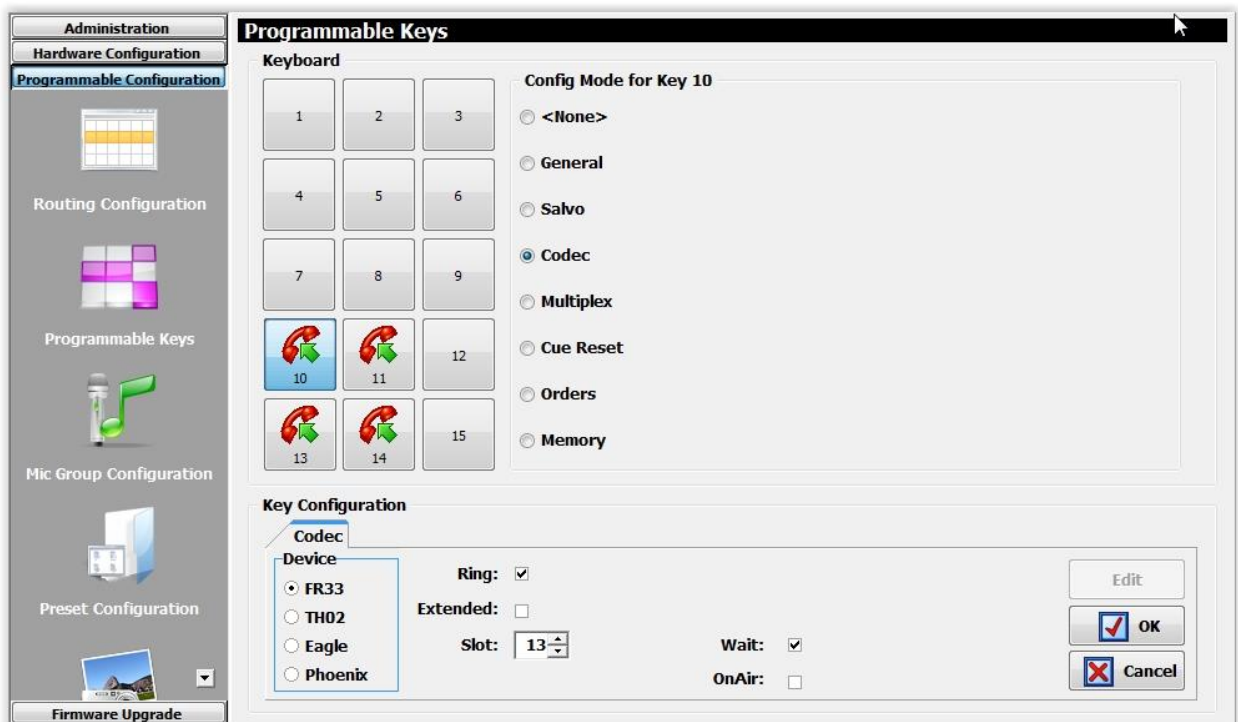 Administration
Hardware Configuration
Programmable Configuration
Routing Configuration
Programmable Keys
Mic Group Configuration
Preset Configuration
Firmware Upgrade
Programmable Keys
Keyboard
1 2 3
4 5 6
7 8 9
10 11 12
13 14 15
Config Mode for Key 10
<None>
General
Salvo
Codec
Multiplex
Cue Reset
Orders
Memory
Key Configuration
Codec
Device
FR33
TH02
Eagle
Phoenix
Ring:
Extended:
Slot: 13
Wait:
OnAir:
Edit
OK
Cancel